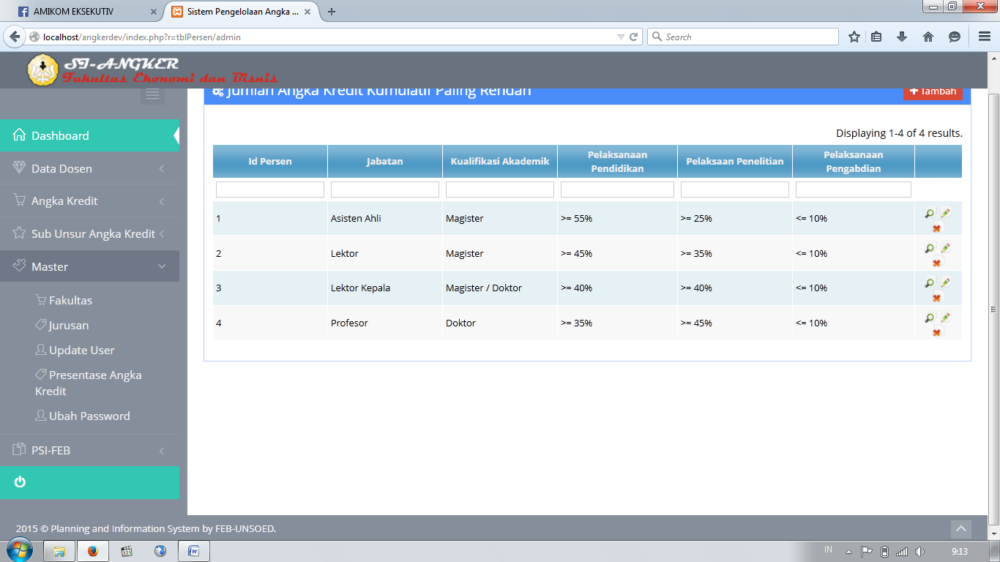 AMIKOM EKSEKUTIV
Sistem Pengelolaan Angka ...
localhost/angkerdev/index.php?r=tblPersen/admin
Search
SI-ANGKER
Fakultas Ekonomi dan Bisnis
Jumlah Angka Kredit Kumulatif Paling Rendah
Tambah
Dashboard
Data Dosen
Angka Kredit
Sub Unsur Angka Kredit
Master
Fakultas
Jurusan
Update User
Presentase Angka
Kredit
Ubah Password
PSI-FEB
Displaying 1-4 of 4 results.
Id Persen Jabatan Kualifikasi Akademik Pelaksanaan Pendidikan Pelaksaan Penelitian Pelaksanaan Pengabdian
1 Asisten Ahli Magister >= 55% >= 25% <= 10%
2 Lektor Magister >= 45% >= 35% <= 10%
3 Lektor Kepala Magister / Doktor >= 40% >= 40% <= 10%
4 Profesor Doktor >= 35% >= 45% <= 10%
2015 © Planning and Information System by FEB-UNSOED.
IN
9:13